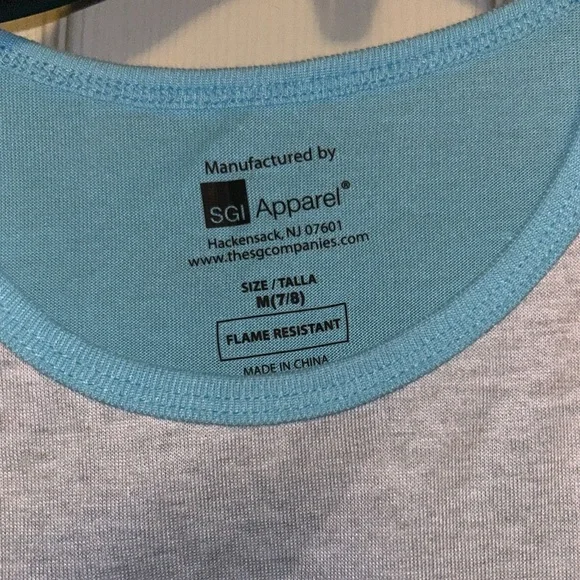 Manufactured by
SGI Apparel®
Hackensack, NJ 07601
www.thesgcompanies.com
SIZE / TALLA
M(7/8)
FLAME RESISTANT
MADE IN CHINA